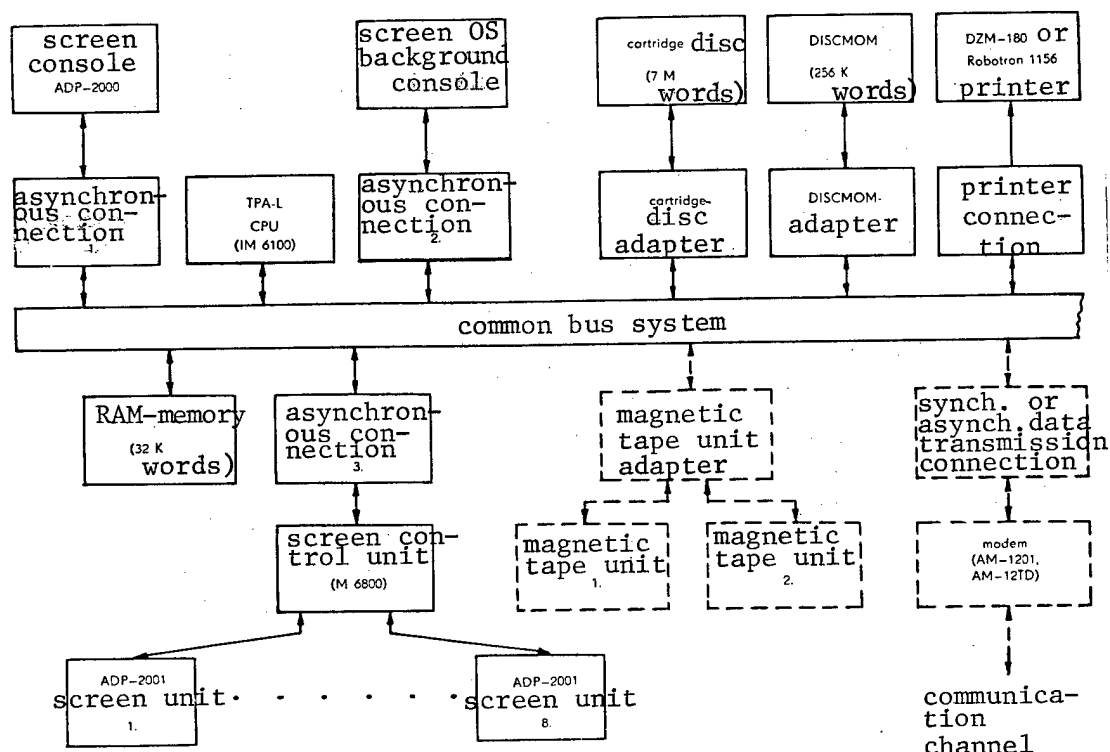 screen
console
ADP-2000
screen OS
background
console
cartridge disc
(7 M
words)
DISCMOM
(256 K
words)
DZM-180 or
Robotron 1156
printer
asynchron-
ous con-
nection
1.
TPA-L
CPU
(IM 6100)
asynchron-
ous con-
nection
2.
cartridge-
disc
adapter
DISCMOM-
adapter
printer
connec-
tion
common bus system
RAM-memory
(32 K
words)
asynchron-
ous con-
nection
3.
magnetic
tape unit
adapter
synch. or
asynch.data
transmission
connection
screen con-
trol unit
(M 6800)
magnetic
tape unit
1.
magnetic
tape unit
2.
modem
(AM-1201,
AM-12TD)
ADP-2001
screen unit
1.
ADP-2001
screen unit
8.
communica-
tion
channel